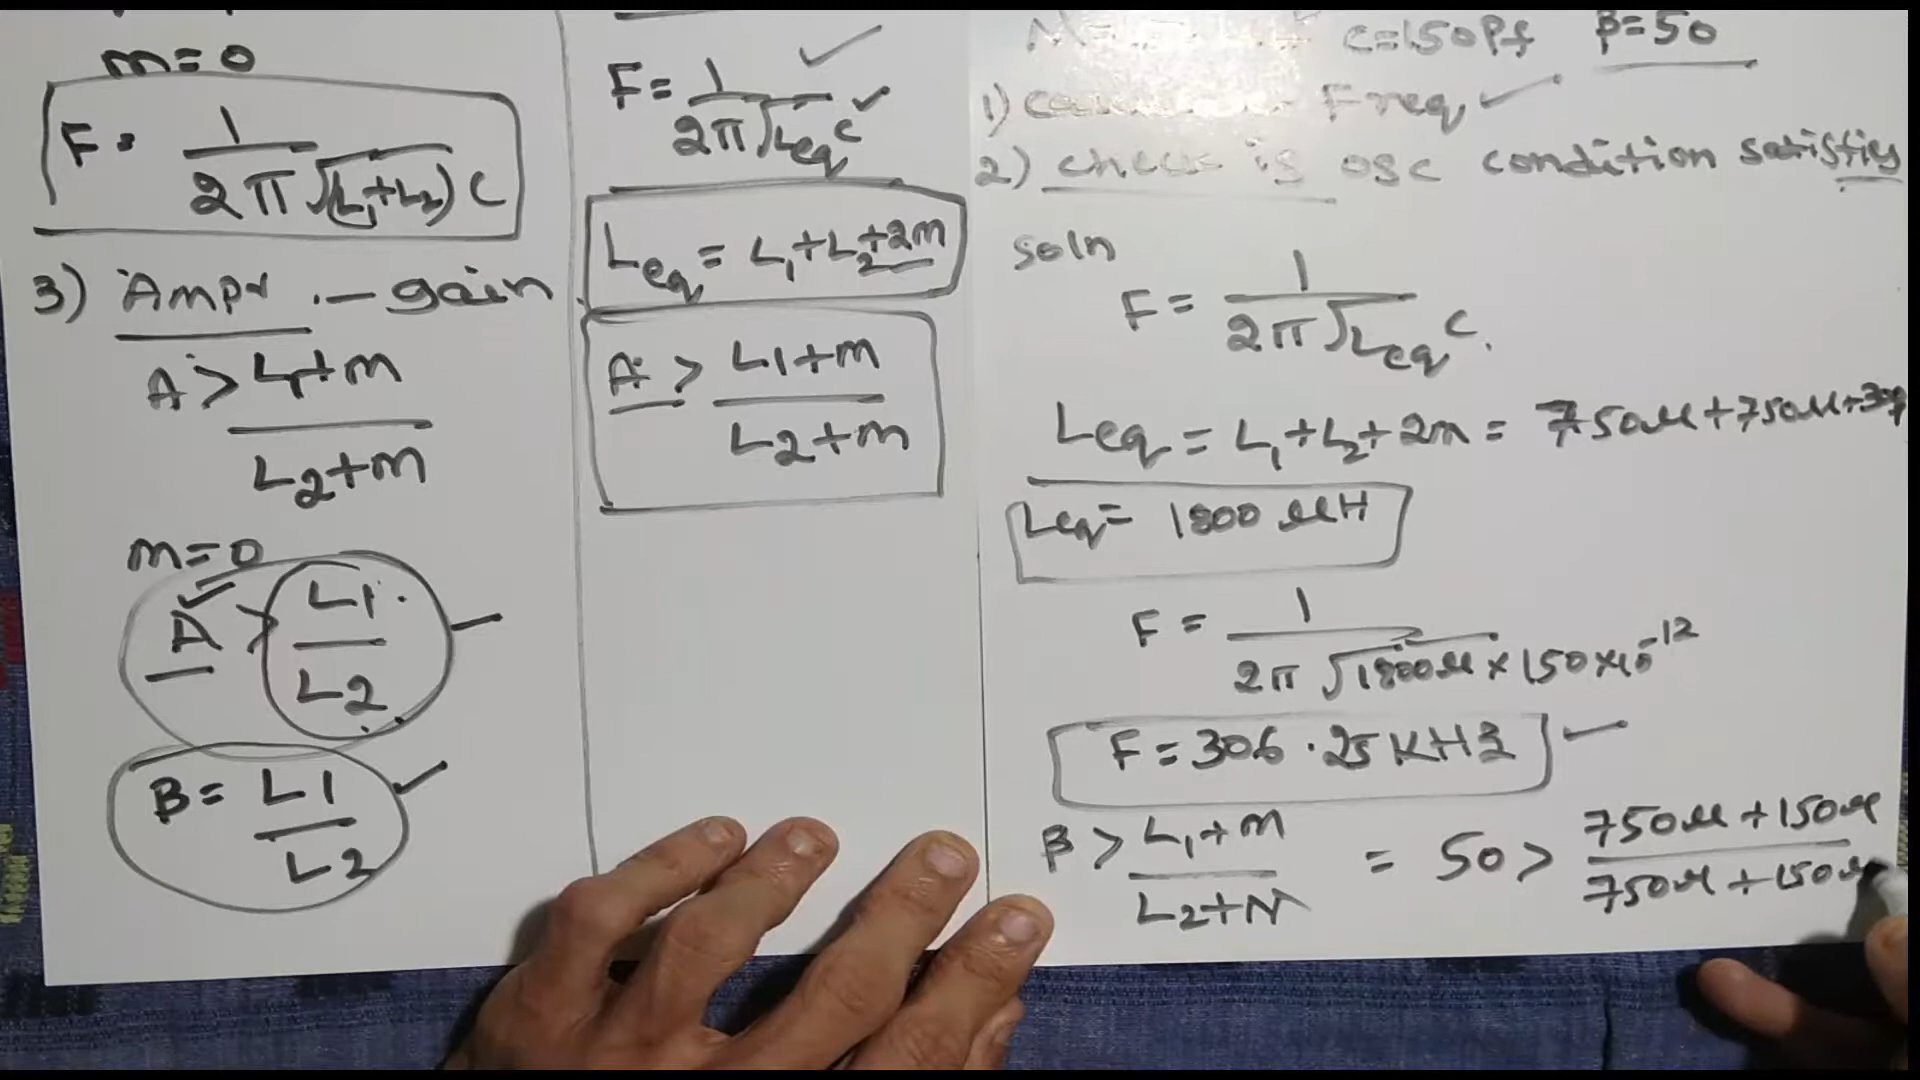 m=0
F= 1 / 2π√(L1+L2)C
3) Ampr - gain
A > L1+m / L2+m
m=0
A > L1 / L2
B= L1 / L2
F= 1 / 2π√Leq C
Leq = L1+L2+2m
A > L1+m / L2+m
C=150Pf β=50
1) Freq
2) check is osc condition satisfies
soln
F= 1 / 2π√Leq C.
Leq = L1+L2+2m = 750μ+750μ+
Leq= 1800 μH
F= 1 / 2π√1800μ×150×10^-12
F=306.25KHz
β > L1+m / L2+M = 50> 750μ+150μ / 750μ+150μ